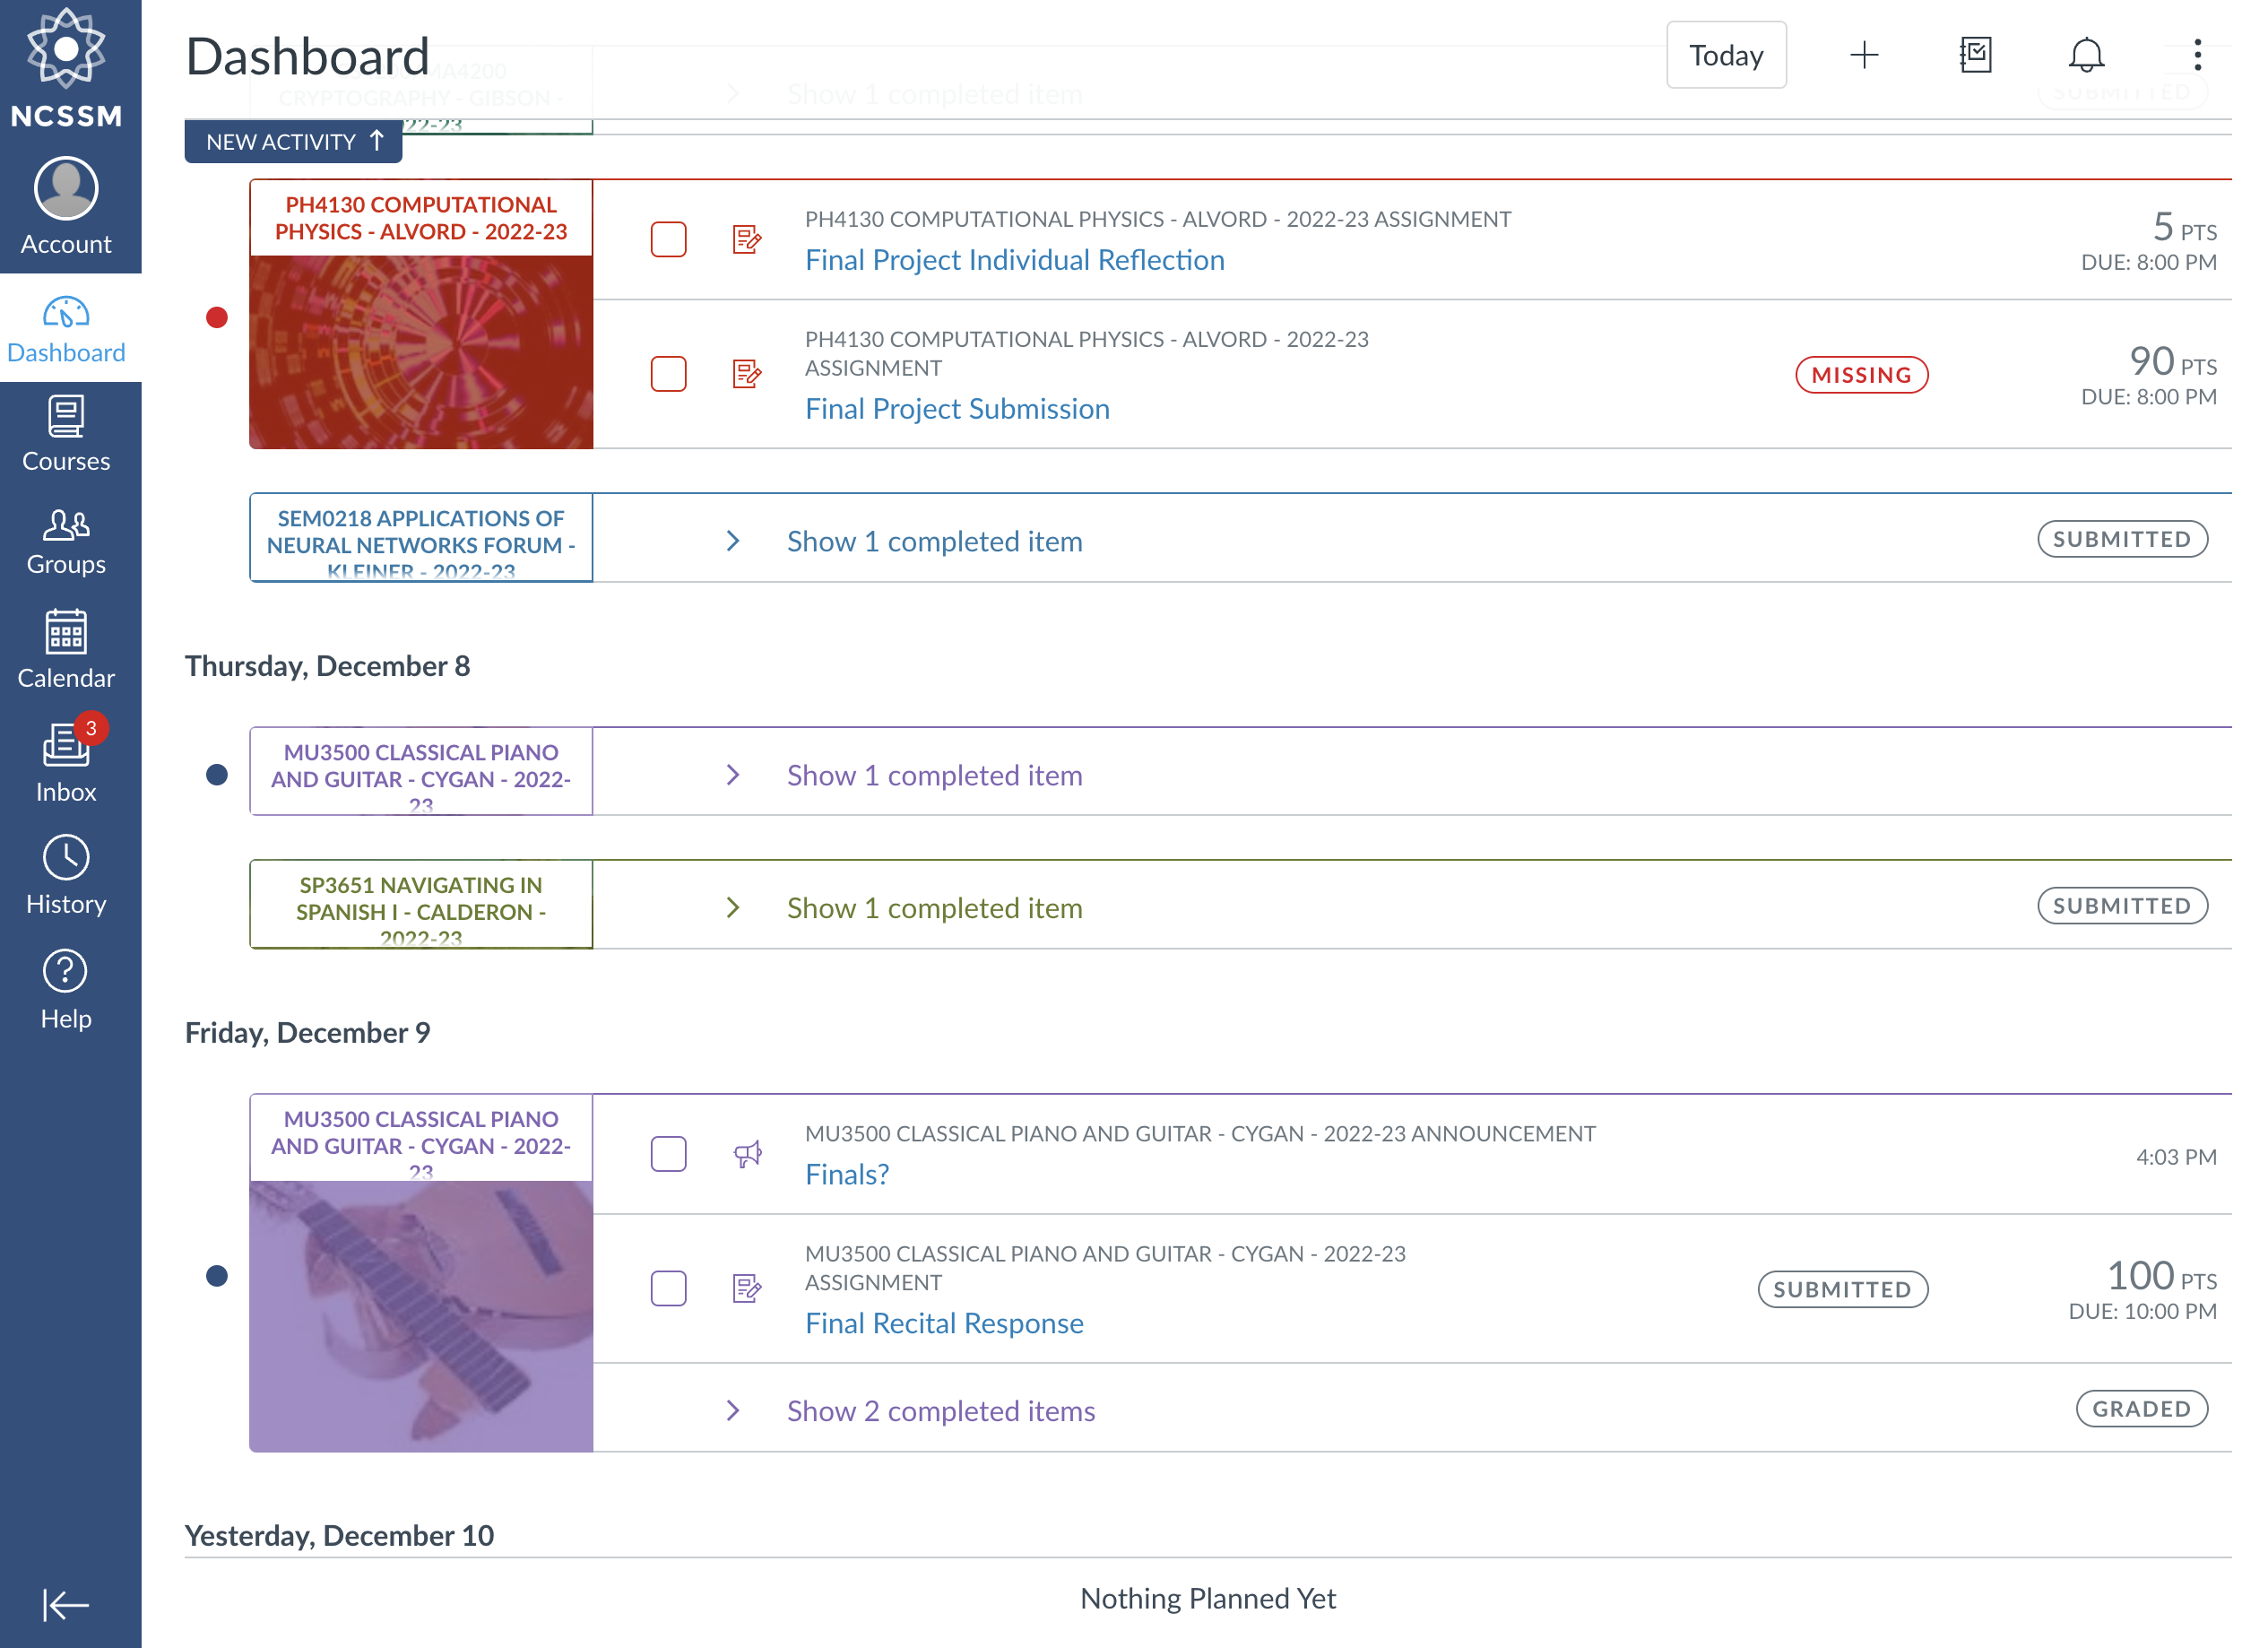 NCSSM
Account
Dashboard
Courses
Groups
Calendar
3
Inbox
History
Help
Dashboard
Today
MA4200
CRYPTOGRAPHY - GIBSON -
22-23
Show 1 completed item
SUBMITTED
NEW ACTIVITY
PH4130 COMPUTATIONAL
PHYSICS - ALVORD - 2022-23
PH4130 COMPUTATIONAL PHYSICS - ALVORD - 2022-23 ASSIGNMENT
Final Project Individual Reflection
5 PTS
DUE: 8:00 PM
PH4130 COMPUTATIONAL PHYSICS - ALVORD - 2022-23
ASSIGNMENT
Final Project Submission
MISSING
90 PTS
DUE: 8:00 PM
SEM0218 APPLICATIONS OF
NEURAL NETWORKS FORUM -
KLEINER - 2022-23
Show 1 completed item
SUBMITTED
Thursday, December 8
MU3500 CLASSICAL PIANO
AND GUITAR - CYGAN - 2022-
23
Show 1 completed item
SP3651 NAVIGATING IN
SPANISH I - CALDERON -
2022-23
Show 1 completed item
SUBMITTED
Friday, December 9
MU3500 CLASSICAL PIANO
AND GUITAR - CYGAN - 2022-
23
MU3500 CLASSICAL PIANO AND GUITAR - CYGAN - 2022-23 ANNOUNCEMENT
Finals?
4:03 PM
MU3500 CLASSICAL PIANO AND GUITAR - CYGAN - 2022-23
ASSIGNMENT
Final Recital Response
SUBMITTED
100 PTS
DUE: 10:00 PM
Show 2 completed items
GRADED
Yesterday, December 10
Nothing Planned Yet